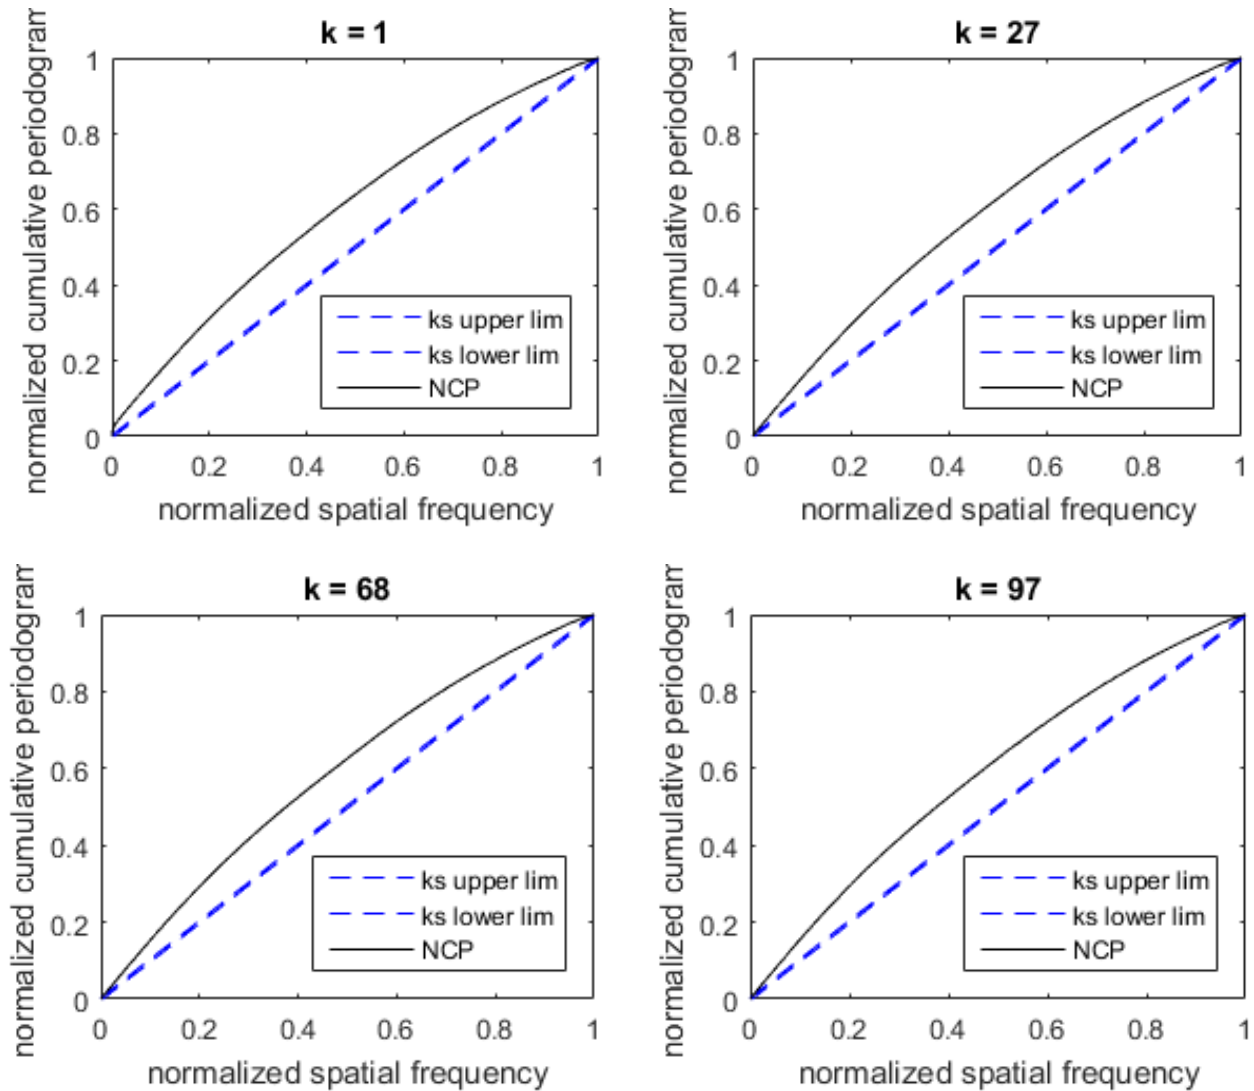 k = 1
normalized cumulative periodogram
1
0.8
0.6
0.4
0.2
0
ks upper lim
ks lower lim
NCP
0 0.2 0.4 0.6 0.8 1
normalized spatial frequency
k = 27
normalized cumulative periodogram
1
0.8
0.6
0.4
0.2
0
ks upper lim
ks lower lim
NCP
0 0.2 0.4 0.6 0.8 1
normalized spatial frequency
k = 68
normalized cumulative periodogram
1
0.8
0.6
0.4
0.2
0
ks upper lim
ks lower lim
NCP
0 0.2 0.4 0.6 0.8 1
normalized spatial frequency
k = 97
normalized cumulative periodogram
1
0.8
0.6
0.4
0.2
0
ks upper lim
ks lower lim
NCP
0 0.2 0.4 0.6 0.8 1
normalized spatial frequency